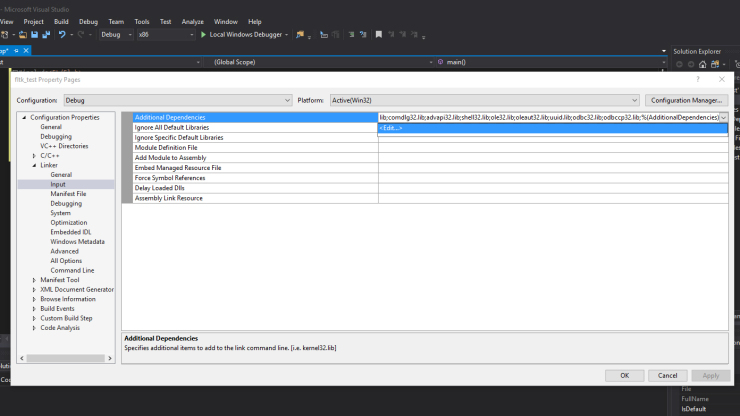 - Microsoft Visual Studio
View Project Build Debug Team Tools Test Analyze Window Help
Debug x86 Local Windows Debugger
Solution Explorer
(Global Scope) main()
fltk_test Property Pages
? ×
Configuration: Debug Platform: Active(Win32) Configuration Manager...
Configuration Properties
General
Debugging
VC++ Directories
C/C++
Linker
General
Input
Manifest File
Debugging
System
Optimization
Embedded IDL
Windows Metadata
Advanced
All Options
Command Line
Manifest Tool
XML Document Generator
Browse Information
Build Events
Custom Build Step
Code Analysis
Additional Dependencies lib;comdlg32.lib;advapi32.lib;shell32.lib;ole32.lib;oleaut32.lib;uuid.lib;odbc32.lib;odbccp32.lib;%(AdditionalDependencies)
<Edit...>
Ignore All Default Libraries
Ignore Specific Default Libraries
Module Definition File
Add Module to Assembly
Embed Managed Resource File
Force Symbol References
Delay Loaded Dlls
Assembly Link Resource
Additional Dependencies
Specifies additional items to add to the link command line. [i.e. kernel32.lib]
OK Cancel Apply
File
FullName
IsDefault